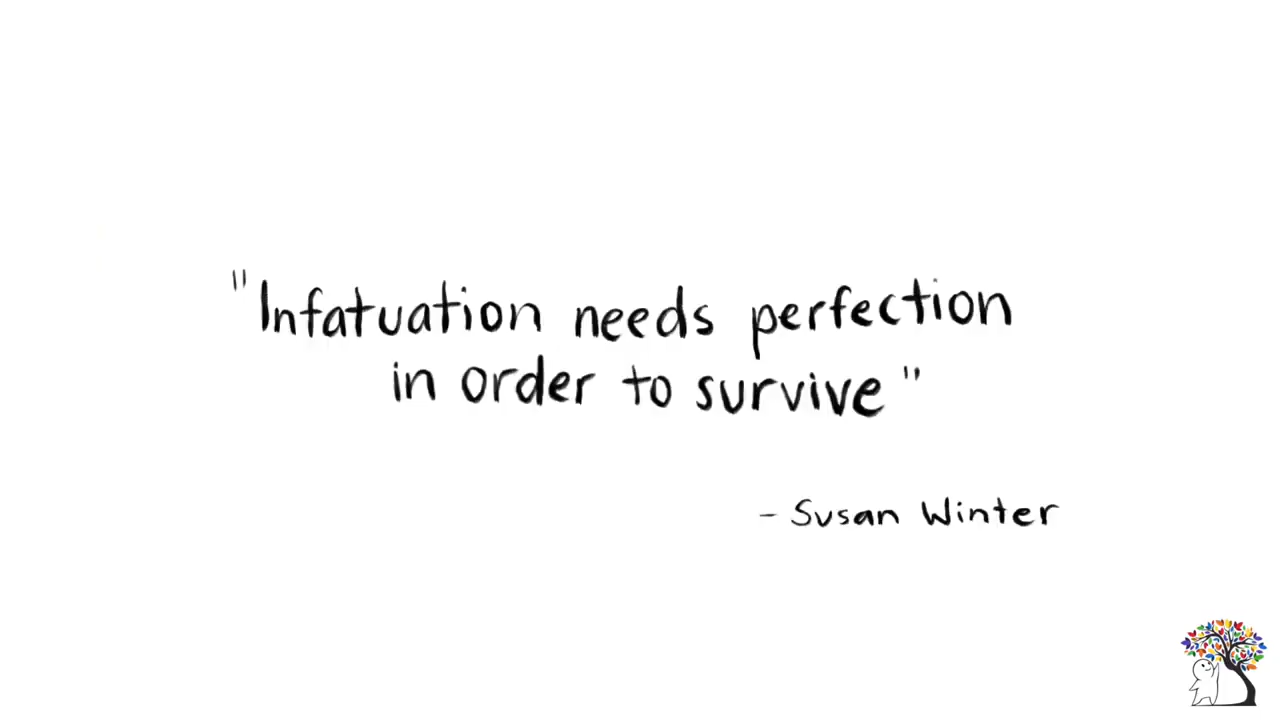 "Infatuation needs perfection
in order to survive"
- Susan Winter